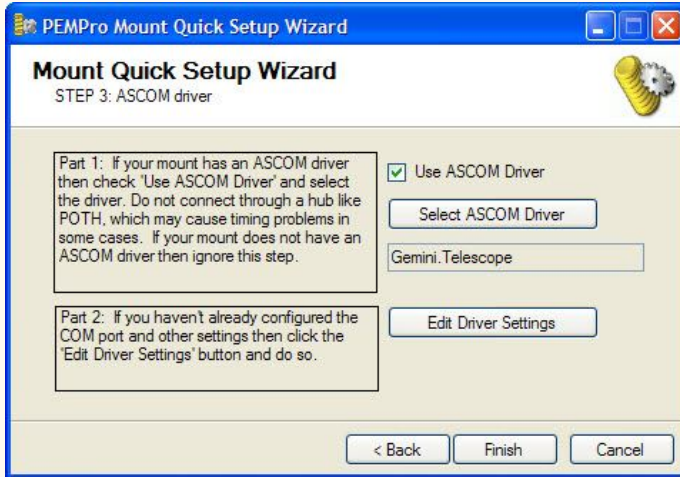 PEMPro Mount Quick Setup Wizard
Mount Quick Setup Wizard
STEP 3: ASCOM driver
Part 1: If your mount has an ASCOM driver
then check 'Use ASCOM Driver' and select
the driver. Do not connect through a hub like
POTH, which may cause timing problems in
some cases. If your mount does not have an
ASCOM driver then ignore this step.
Use ASCOM Driver
Select ASCOM Driver
Gemini.Telescope
Part 2: If you haven't already configured the
COM port and other settings then click the
'Edit Driver Settings' button and do so.
Edit Driver Settings
< Back
Finish
Cancel